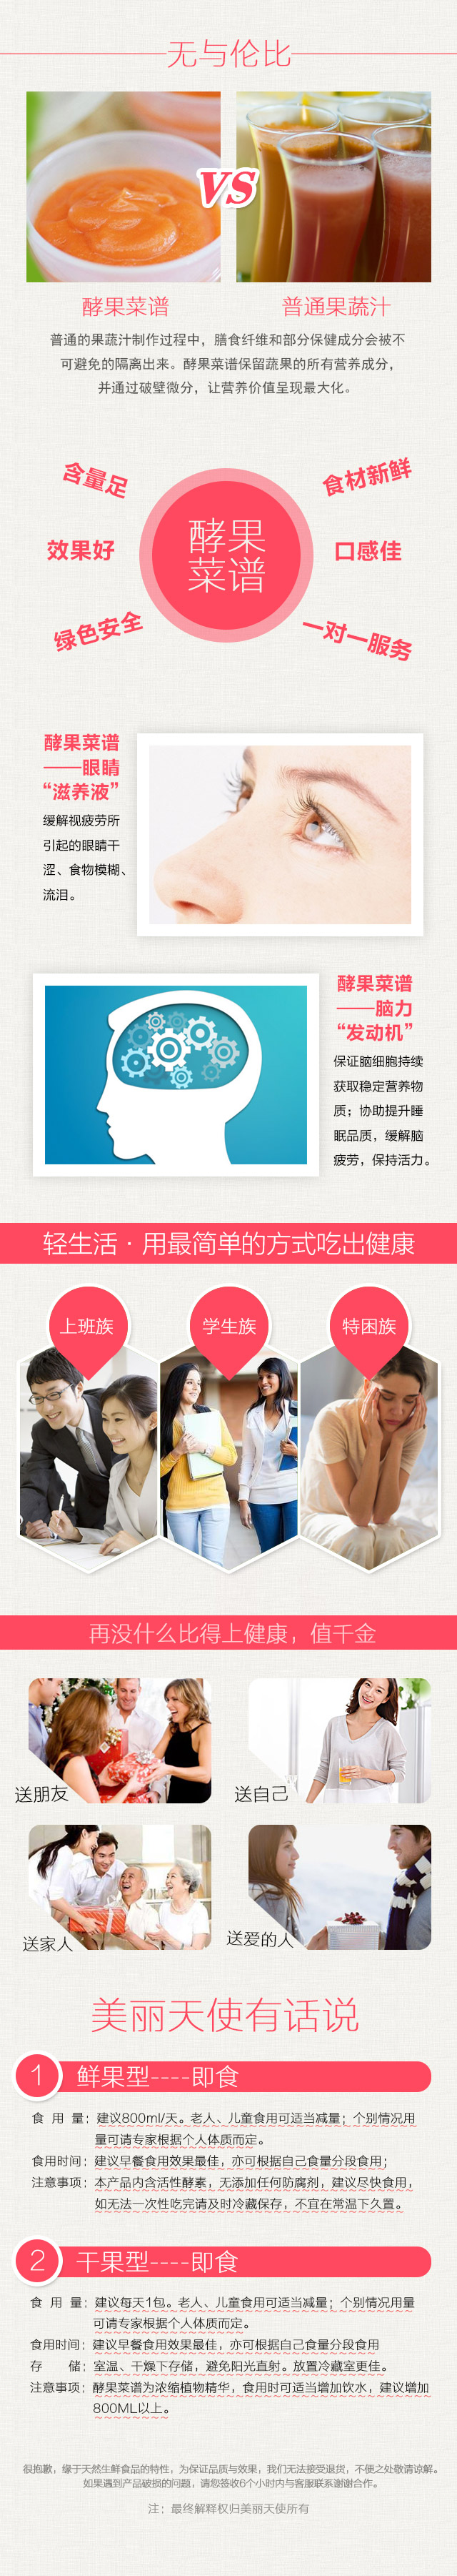 无与伦比
VS
酵果菜谱
普通果蔬汁
普通的果蔬汁制作过程中，膳食纤维和部分保健成分会被不
可避免的隔离出来。酵果菜谱保留蔬果的所有营养成分，
并通过破壁微分，让营养价值呈现最大化。
含量足
食材新鲜
效果好
酵果
菜谱
口感佳
绿色安全
一对一服务
酵果菜谱
——眼睛
“滋养液”
缓解视疲劳所
引起的眼睛干
涩、食物模糊、
流泪。
酵果菜谱
——脑力
“发动机”
保证脑细胞持续
获取稳定营养物
质；协助提升睡
眠品质，缓解脑
疲劳，保持活力。
轻生活·用最简单的方式吃出健康
上班族
学生族
特困族
再没什么比得上健康，值千金
送朋友
送自己
送家人
送爱的人
美丽天使有话说
1 鲜果型----即食
食 用 量：建议800ml/天。老人、儿童食用可适当减量；个别情况用
量可请专家根据个人体质而定。
食用时间：建议早餐食用效果最佳，亦可根据自己食量分段食用；
注意事项：本产品内含活性酵素，无添加任何防腐剂，建议尽快食用，
如无法一次性吃完请及时冷藏保存，不宜在常温下久置。
2 干果型----即食
食 用 量：建议每天1包。老人、儿童食用可适当减量；个别情况用量
可请专家根据个人体质而定。
食用时间：建议早餐食用效果最佳，亦可根据自己食量分段食用
存 储：室温、干燥下存储，避免阳光直射。放置冷藏室更佳。
注意事项：酵果菜谱为浓缩植物精华，食用时可适当增加饮水，建议增加
800ML以上。
很抱歉，缘于天然生鲜食品的特性，为保证品质与效果，我们无法接受退货，不便之处敬请谅解。
如果遇到产品破损的问题，请您签收6个小时内与客服联系谢谢合作。
注：最终解释权归美丽天使所有